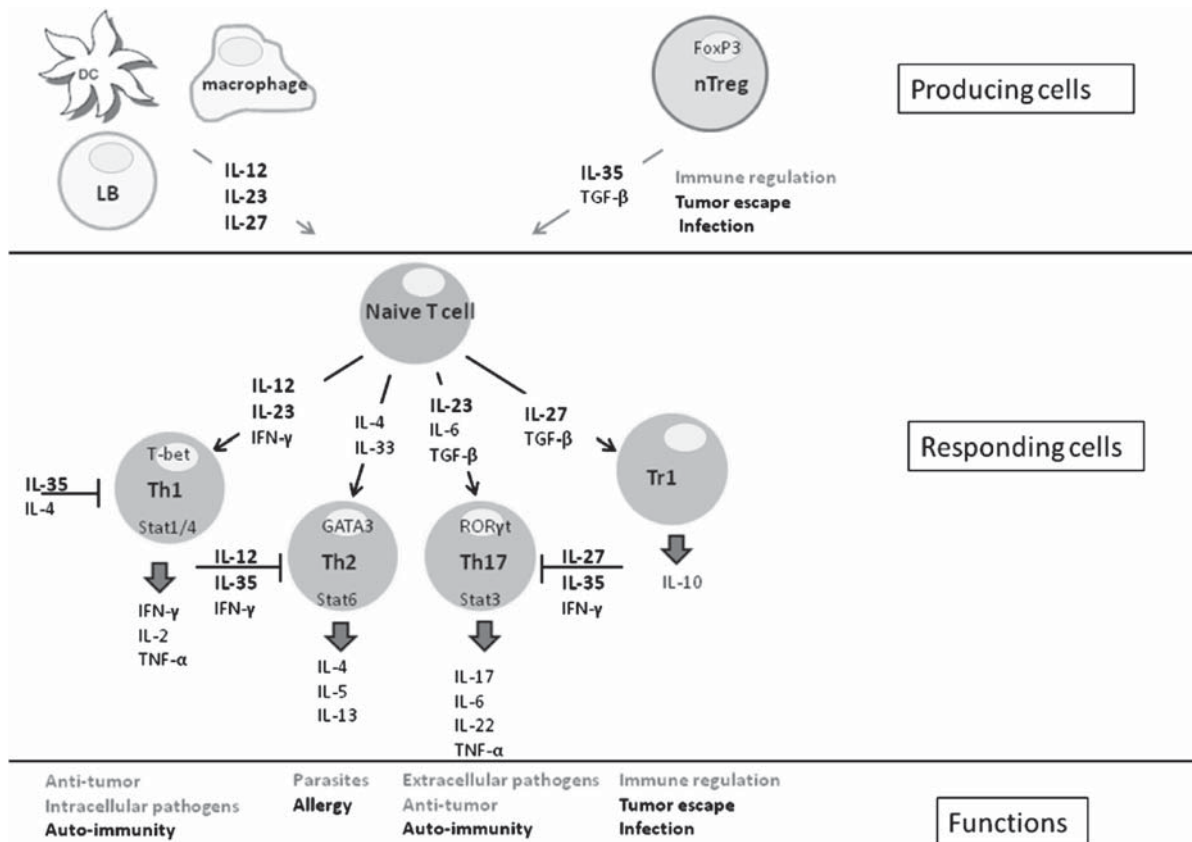 DC
macrophage
LB
IL-12
IL-23
IL-27
FoxP3
nTreg
IL-35
TGF-β
Immune regulation
Tumor escape
Infection
Producing cells
Naive T cell
IL-12
IL-23
IFN-γ
IL-4
IL-33
IL-23
IL-6
TGF-β
IL-27
TGF-β
Responding cells
IL-35
IL-4
T-bet
Th1
Stat1/4
IFN-γ
IL-2
TNF-α
IL-12
IL-35
IFN-γ
GATA3
Th2
Stat6
IL-4
IL-5
IL-13
RORγt
Th17
Stat3
IL-17
IL-6
IL-22
TNF-α
IL-27
IL-35
IFN-γ
Tr1
IL-10
Anti-tumor
Intracellular pathogens
Auto-immunity
Parasites
Allergy
Extracellular pathogens
Anti-tumor
Auto-immunity
Immune regulation
Tumor escape
Infection
Functions